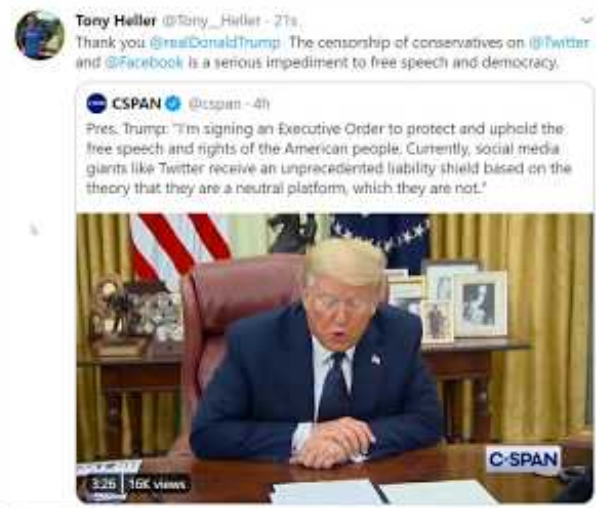 Tony Heller @Tony__Heller · 21s
Thank you @realDonaldTrump The censorship of conservatives on @Twitter
and @Facebook is a serious impediment to free speech and democracy.
CSPAN @cspan · 4h
Pres. Trump: "I'm signing an Executive Order to protect and uphold the
free speech and rights of the American people. Currently, social media
giants like Twitter receive an unprecedented liability shield based on the
theory that they are a neutral platform, which they are not."
C-SPAN
3:26 16K views